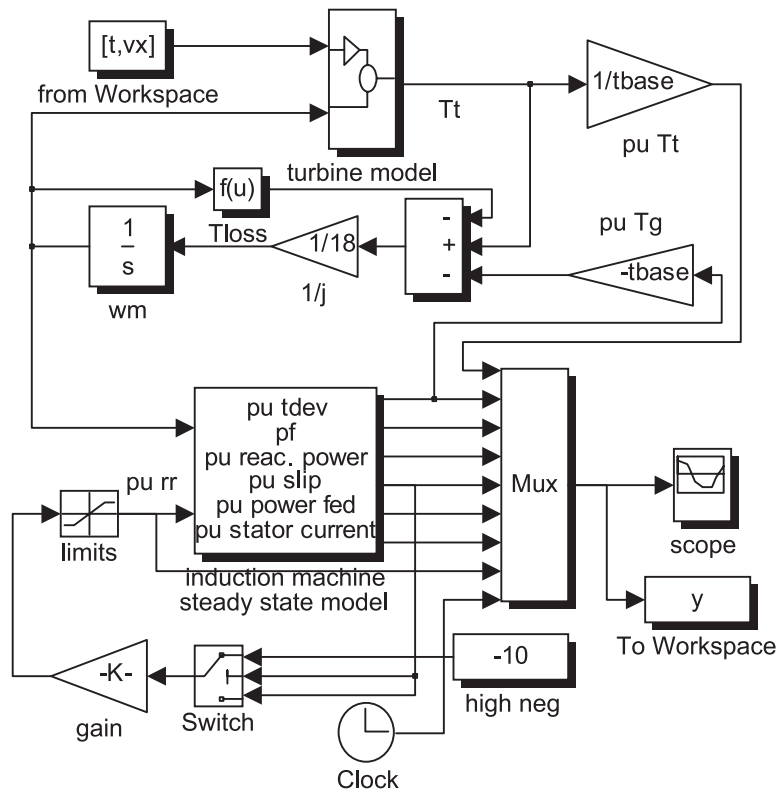 [t,vx]
from Workspace
Tt
turbine model
1/tbase
pu Tt
f(u)
Tloss
1
s
wm
1/18
1/j
-
+
-
pu Tg
-tbase
pu tdev
pf
pu reac. power
pu slip
pu power fed
pu stator current
induction machine
steady state model
pu rr
limits
Mux
scope
y
To Workspace
-K-
gain
Switch
-10
high neg
Clock